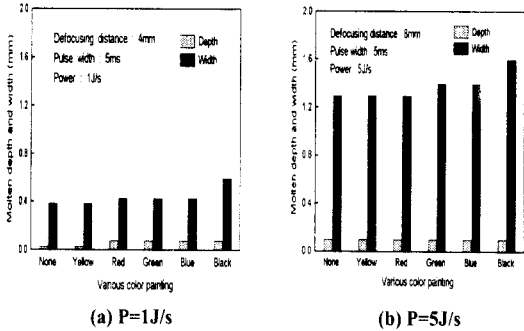 Molten depth and width (mm)
2.0
1.6
1.2
0.8
0.4
0.0
Defocusing distance : 4mm
Pulse width : 5ms
Power : 1J/s
Depth
Width
None Yellow Red Green Blue Black
Various color painting
(a) P=1J/s
Molten depth and width (mm)
2.0
1.6
1.2
0.8
0.4
0.0
Defocusing distance 8mm
Pulse width 5ms
Power 5J/s
Depth
Width
None Yellow Red Green Blue Black
Various color painting
(b) P=5J/s